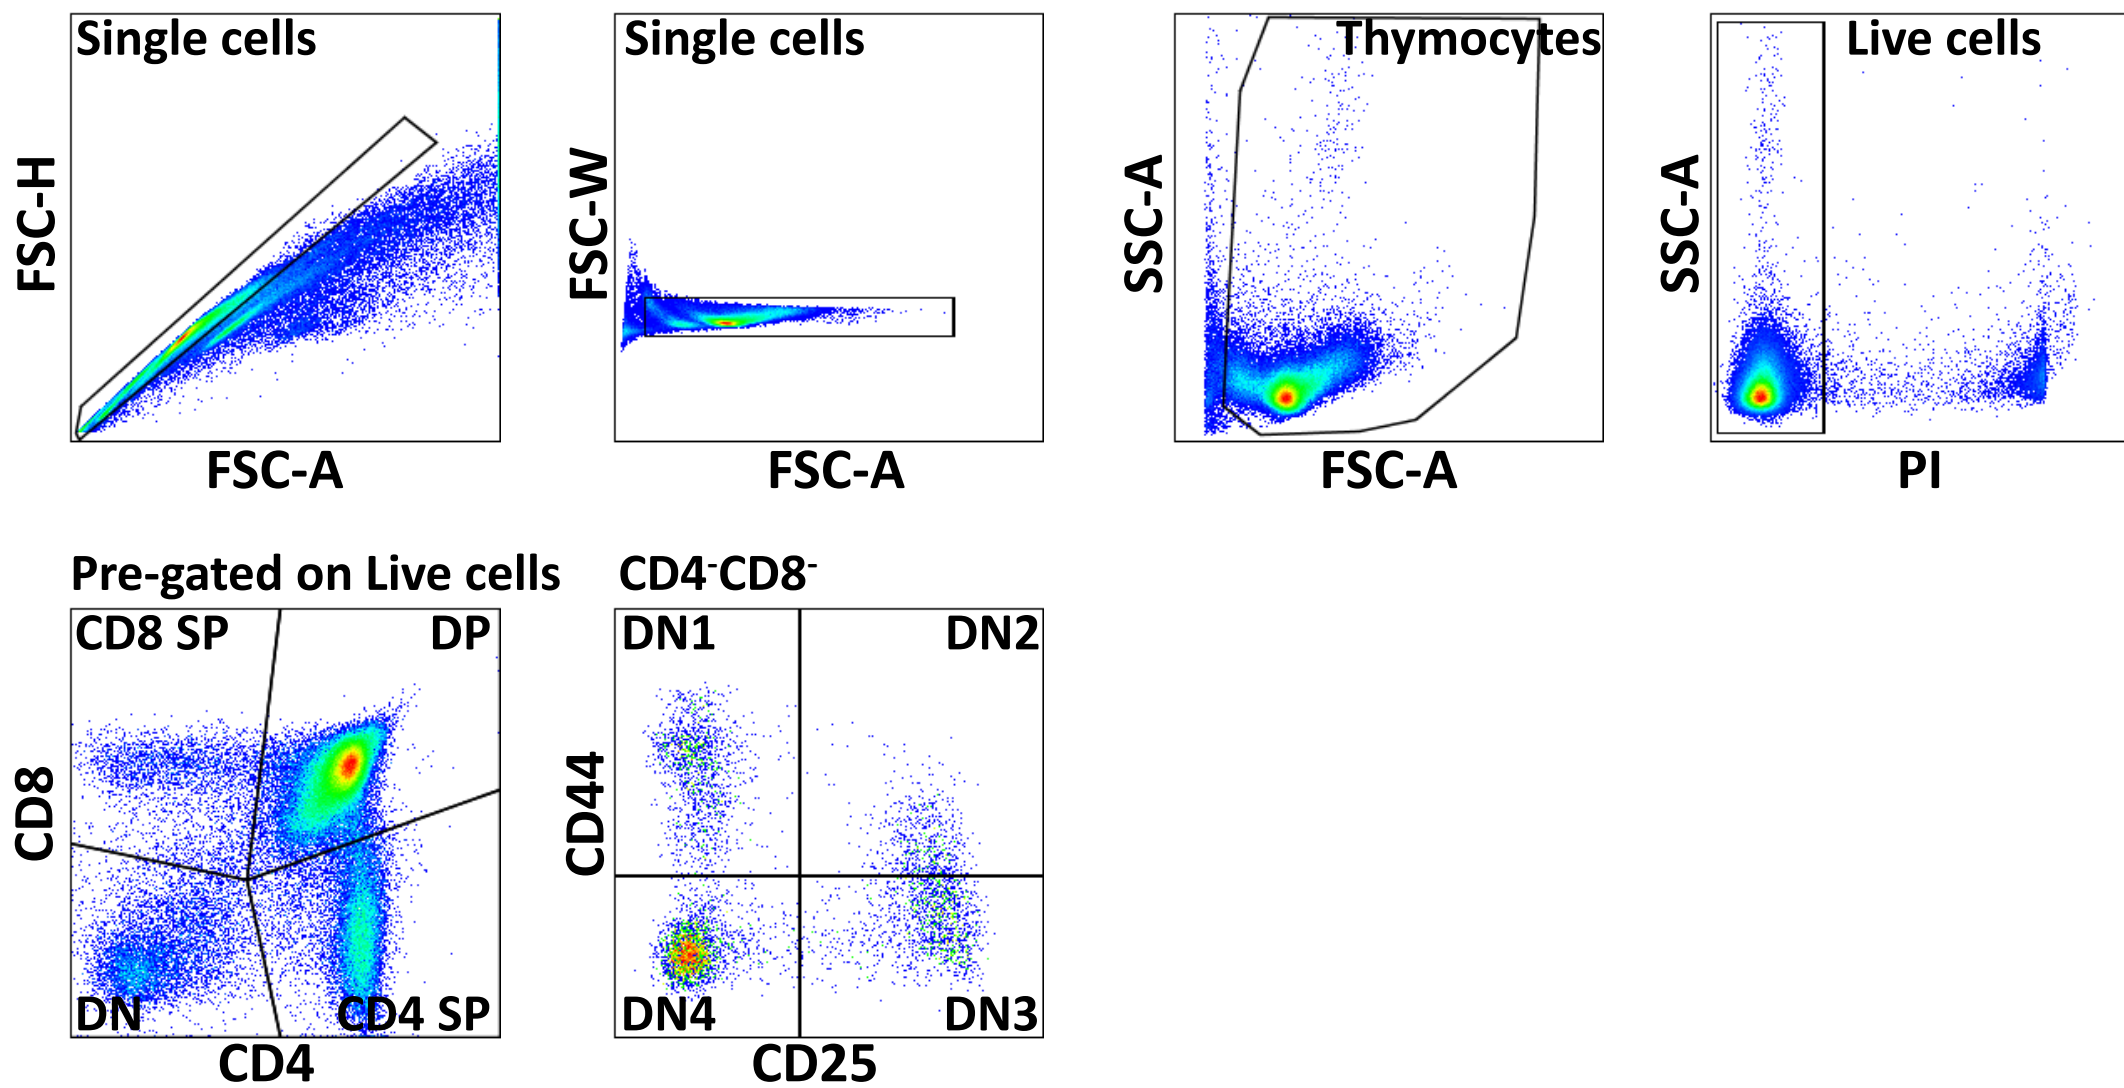 Single cells
FSC-H
FSC-A
Single cells
FSC-W
FSC-A
Thymocytes
SSC-A
FSC-A
Live cells
SSC-A
PI
Pre-gated on Live cells
CD8 SP
DP
CD8
DN
CD4 SP
CD4
CD4⁻CD8⁻
DN1
DN2
CD44
DN4
DN3
CD25